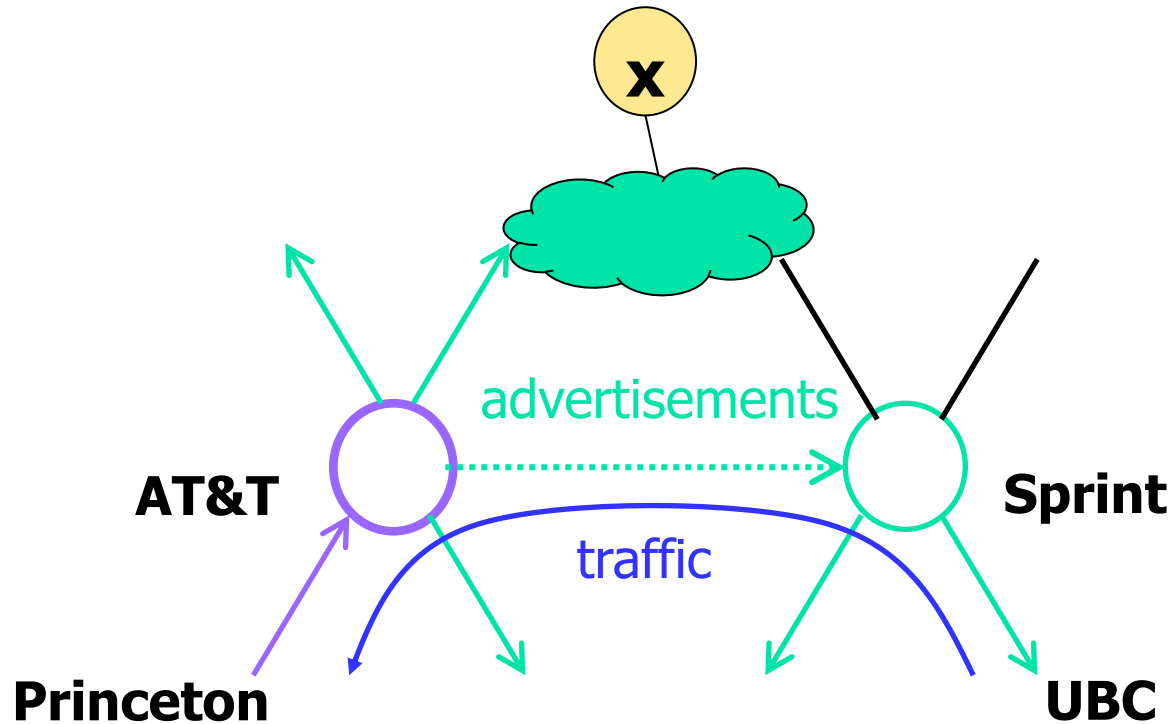 x
advertisements
AT&T
Sprint
traffic
Princeton
UBC